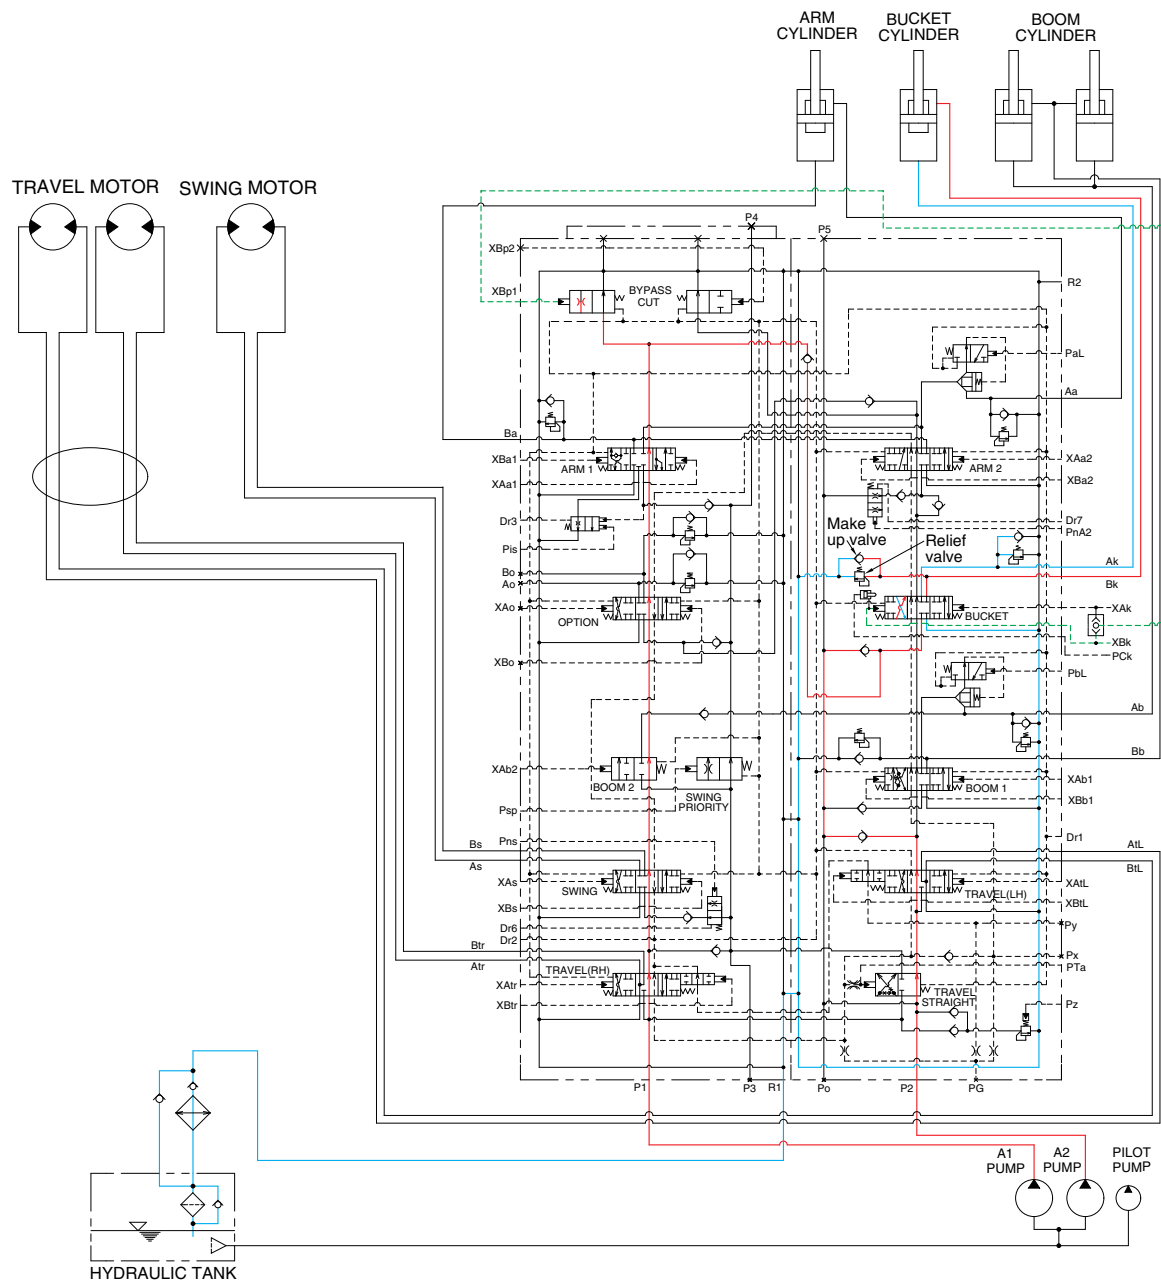 ARM
CYLINDER
BUCKET
CYLINDER
BOOM
CYLINDER
TRAVEL MOTOR
SWING MOTOR
P4
P5
XBp2
XBp1
BYPASS
CUT
R2
PaL
Aa
Ba
XBa1
ARM 1
XAa1
ARM 2
XAa2
XBa2
Dr3
Dr7
PnA2
Pis
Make
up valve
Relief
valve
Ak
Bo
Ao
Bk
XAo
OPTION
BUCKET
XAk
XBk
PCk
XBo
PbL
Ab
Bb
XAb2
BOOM 2
SWING
PRIORITY
BOOM 1
XAb1
XBb1
Psp
Pns
Dr1
Bs
As
AtL
BtL
XAs
SWING
TRAVEL(LH)
XAtL
XBs
XBtL
Dr6
Dr2
Py
Btr
Atr
Px
PTa
TRAVEL(RH)
XAtr
XBtr
TRAVEL
STRAIGHT
Pz
P1
P3
R1
Po
P2
PG
A1
PUMP
A2
PUMP
PILOT
PUMP
HYDRAULIC TANK